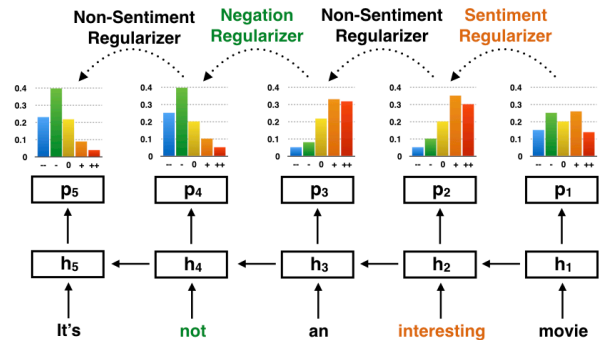 Non-Sentiment Regularizer
Negation Regularizer
Non-Sentiment Regularizer
Sentiment Regularizer
0.4
0.3
0.2
0.1
0
-- - 0 + ++
0.4
0.3
0.2
0.1
0
-- - 0 + ++
0.4
0.3
0.2
0.1
0
-- - 0 + ++
0.4
0.3
0.2
0.1
0
-- - 0 + ++
0.4
0.3
0.2
0.1
0
-- - 0 + ++
p5 p4 p3 p2 p1
h5 h4 h3 h2 h1
It's not an interesting movie